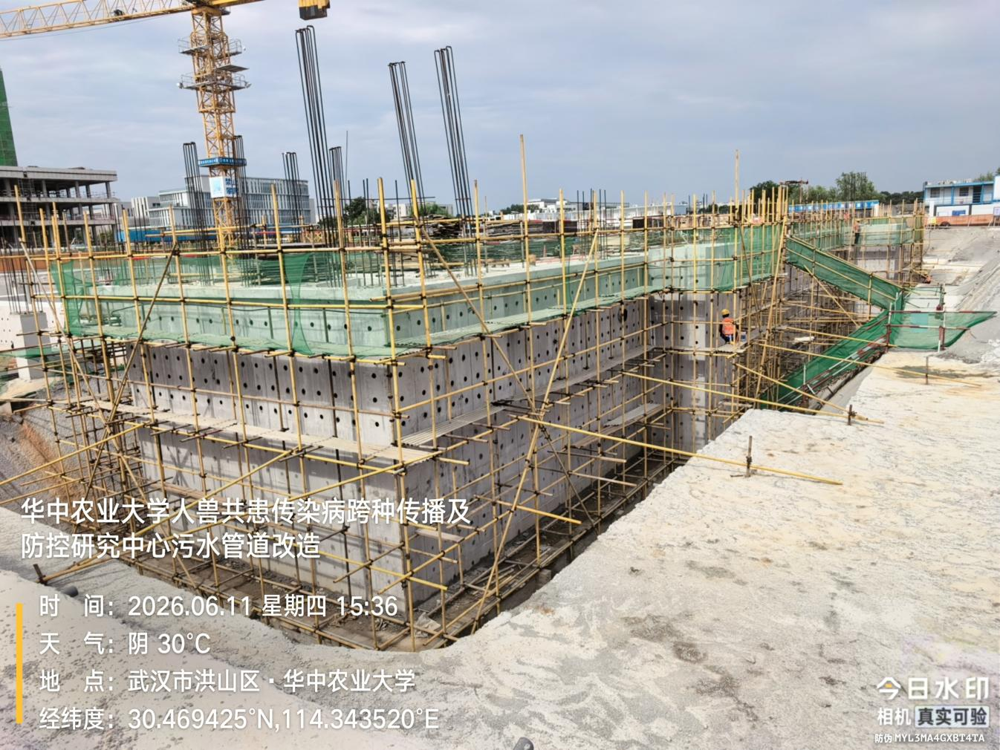 华中农业大学人兽共患传染病跨种传播及
防控研究中心污水管道改造
时 间：2026.06.11 星期四 15:36
天 气：阴 30℃
地 点：武汉市洪山区·华中农业大学
经纬度：30.469425°N,114.343520°E
今日水印
相机 真实可验
防伪 MYL3MA4GXBT4TA